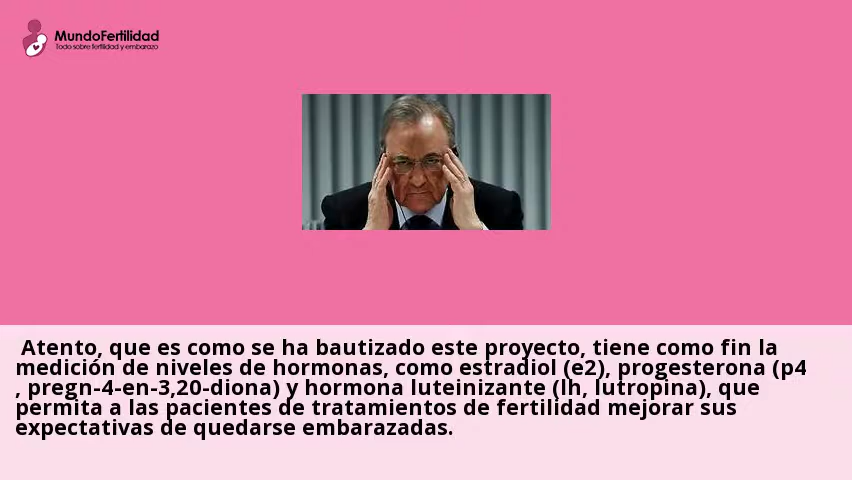 MundoFertilidad
Todo sobre fertilidad y embarazo
Atento, que es como se ha bautizado este proyecto, tiene como fin la
medición de niveles de hormonas, como estradiol (e2), progesterona (p4
, pregn-4-en-3,20-diona) y hormona luteinizante (lh, lutropina), que
permita a las pacientes de tratamientos de fertilidad mejorar sus
expectativas de quedarse embarazadas.